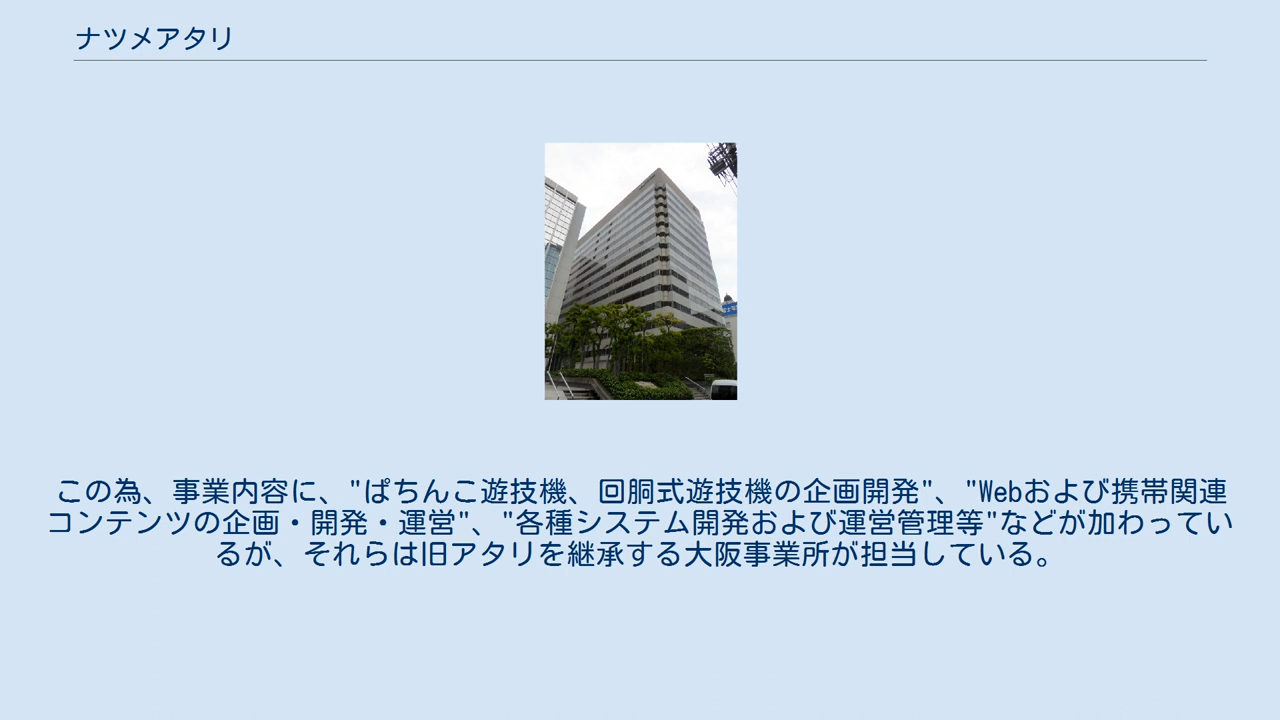 ナツメアタリ
この為、事業内容に、"ぱちんこ遊技機、回胴式遊技機の企画開発"、"Webおよび携帯関連
コンテンツの企画・開発・運営"、"各種システム開発および運営管理等"などが加わってい
るが、それらは旧アタリを継承する大阪事業所が担当している。